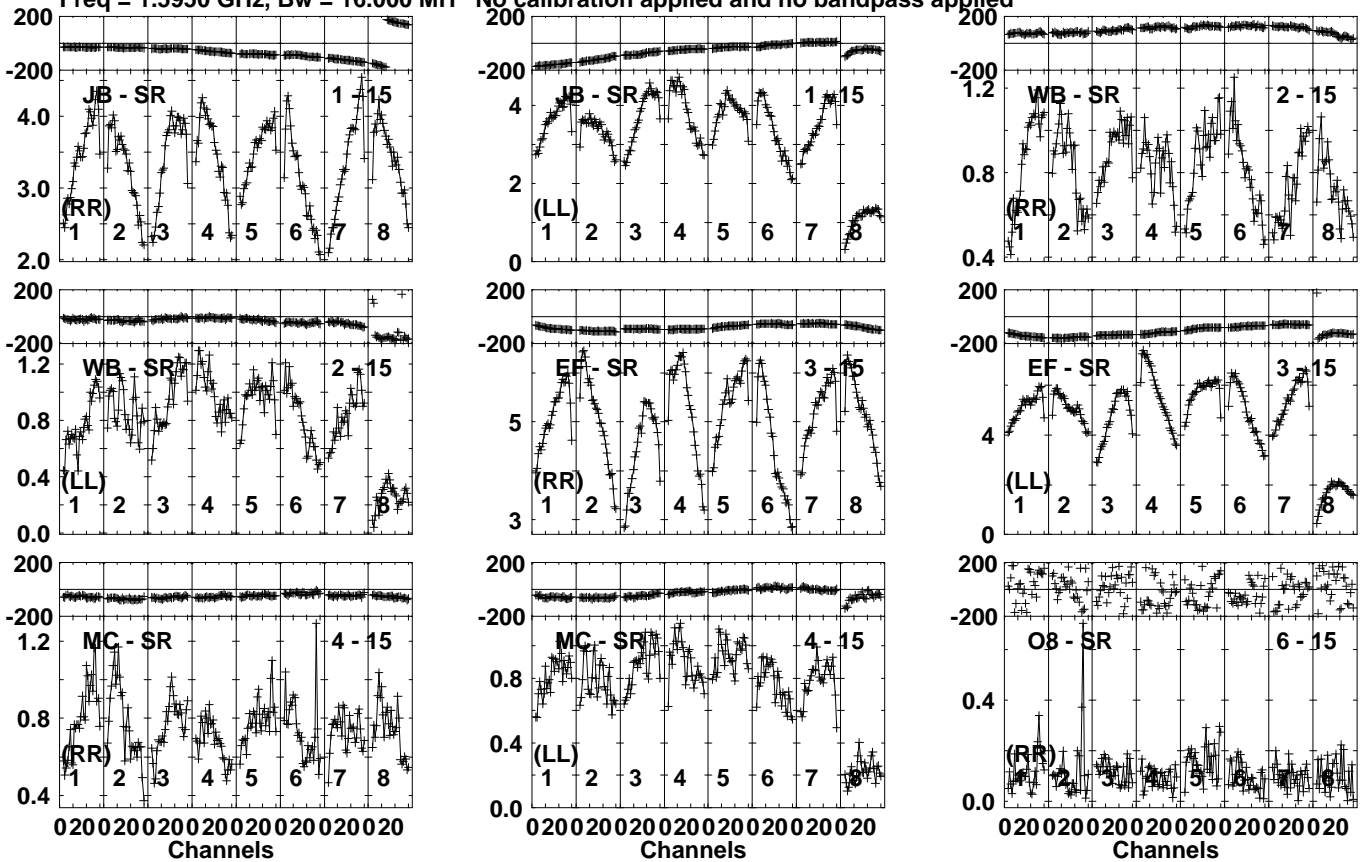 Freq = 1.5950 GHz, Bw = 16.000 MH No calibration applied and no bandpass applied
200 200 200
-200 -200 -200
JB - SR 1 - 15 JB - SR 1 - 15 WB - SR 2 - 15
4.0 4 1.2
3.0 2 0.8
(RR) (LL) (RR)
1 2 3 4 5 6 7 8 1 2 3 4 5 6 7 8 1 2 3 4 5 6 7 8
2.0 0 0.4
200 200 200
-200 -200 -200
WB - SR 2 - 15 EF - SR 3 - 15 EF - SR 3 - 15
1.2
0.8 5 4
0.4
(LL) (RR) (LL)
1 2 3 4 5 6 7 8 1 2 3 4 5 6 7 8 1 2 3 4 5 6 7 8
0.0 3 0
200 200 200
-200 -200 -200
MC - SR 4 - 15 MC - SR 4 - 15 O8 - SR 6 - 15
1.2
0.8 0.8 0.4
0.4
(RR) (LL) (RR)
1 2 3 4 5 6 7 8 1 2 3 4 5 6 7 8 1 2 3 4 5 6 7 8
0.4 0.0 0.0
0 20 0 20 0 20 0 20 0 20 0 20 0 20 0 20 0 20 0 20 0 20 0 20 0 20 0 20 0 20 0 20 0 20 0 20 0 20 0 20 0 20 0 20 0 20 0 20
Channels Channels Channels